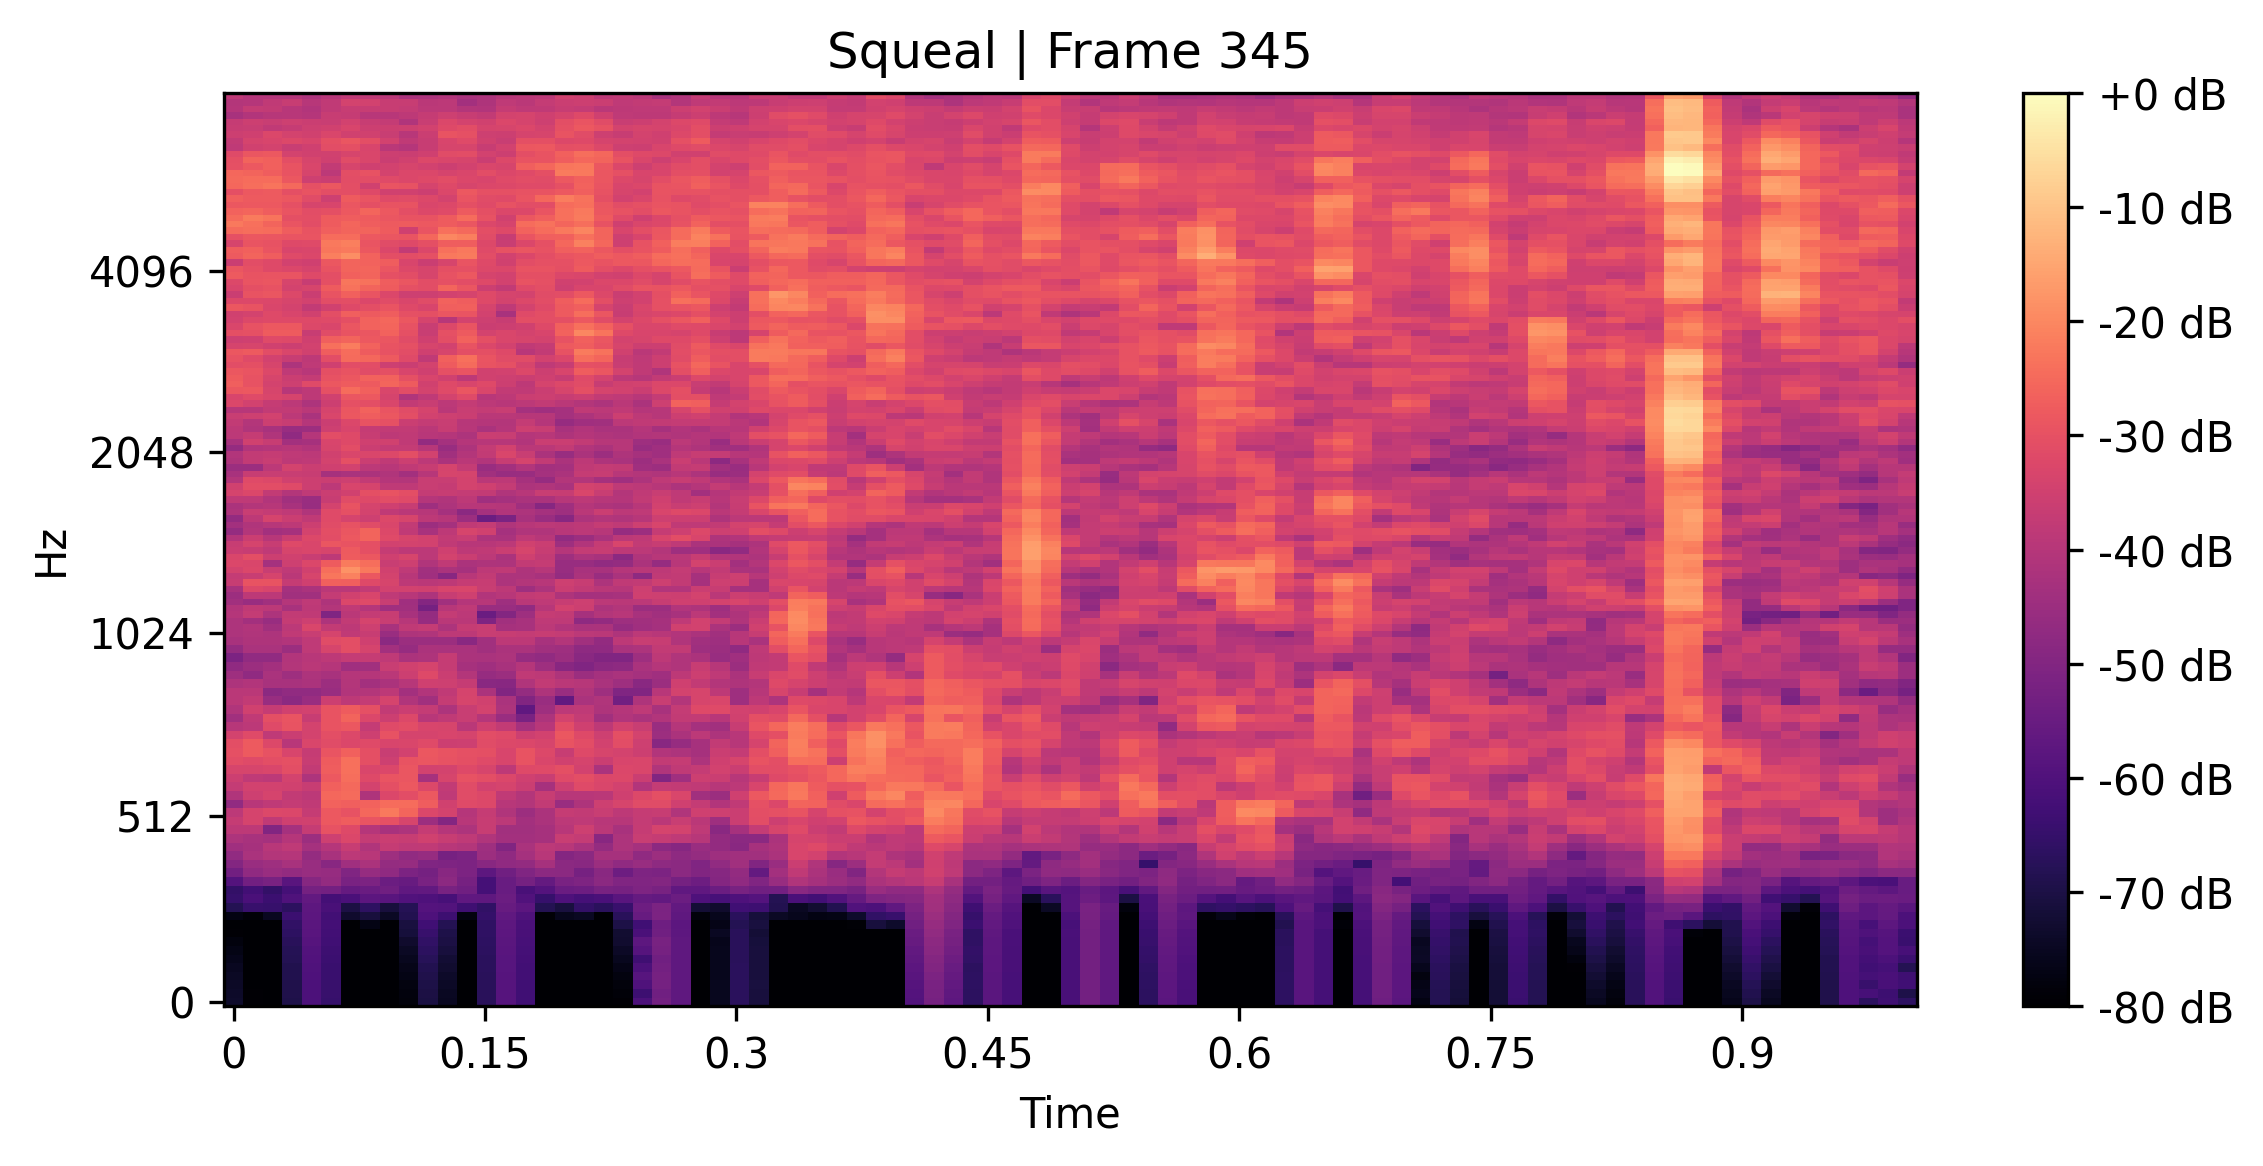 Squeal | Frame 345
+0 dB
-10 dB
-20 dB
-30 dB
-40 dB
-50 dB
-60 dB
-70 dB
-80 dB
Hz
4096
2048
1024
512
0
0 0.15 0.3 0.45 0.6 0.75 0.9
Time